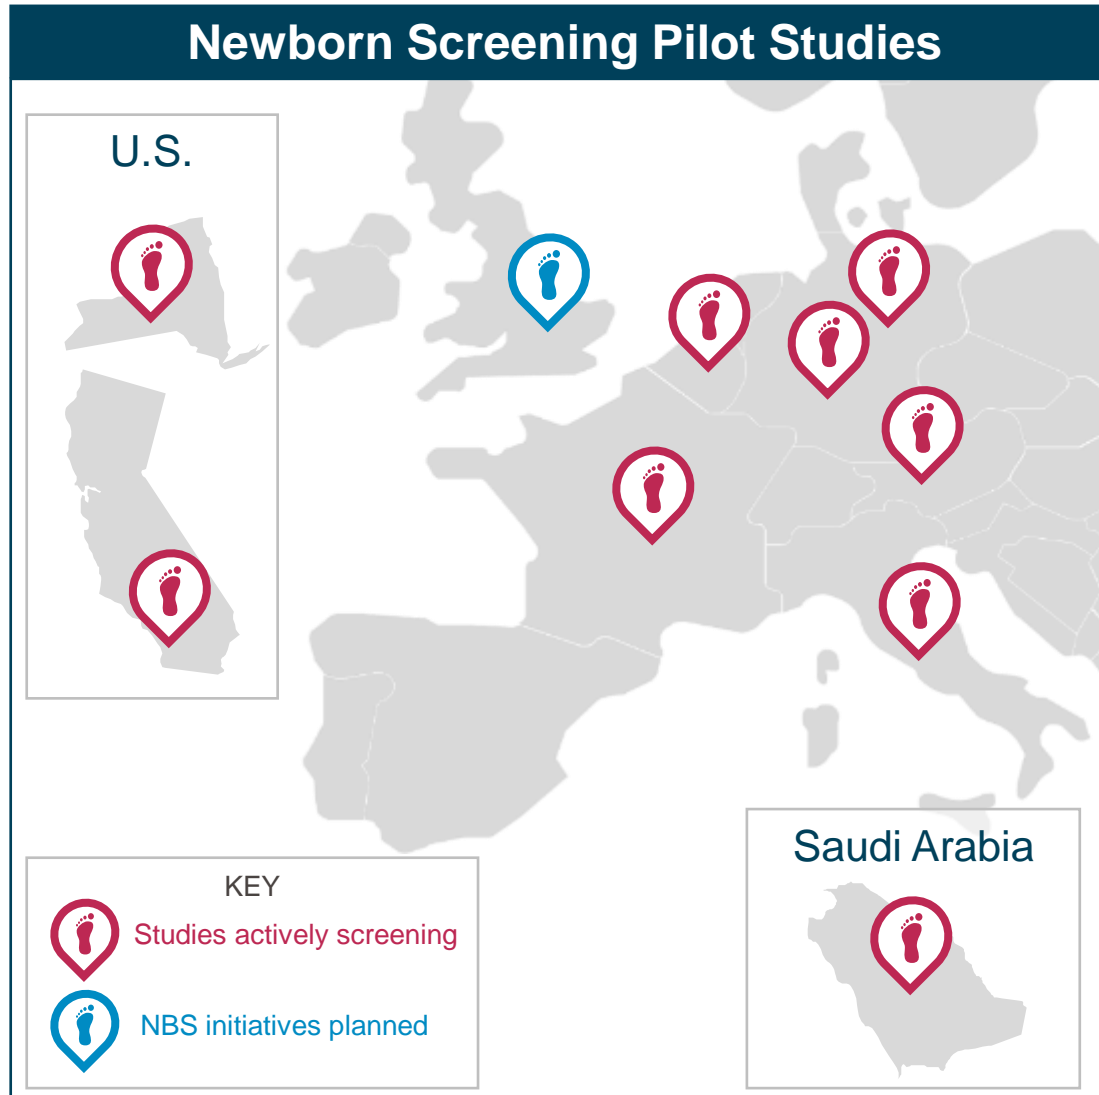 Newborn Screening Pilot Studies
U.S.
Saudi Arabia
KEY
Studies actively screening
NBS initiatives planned